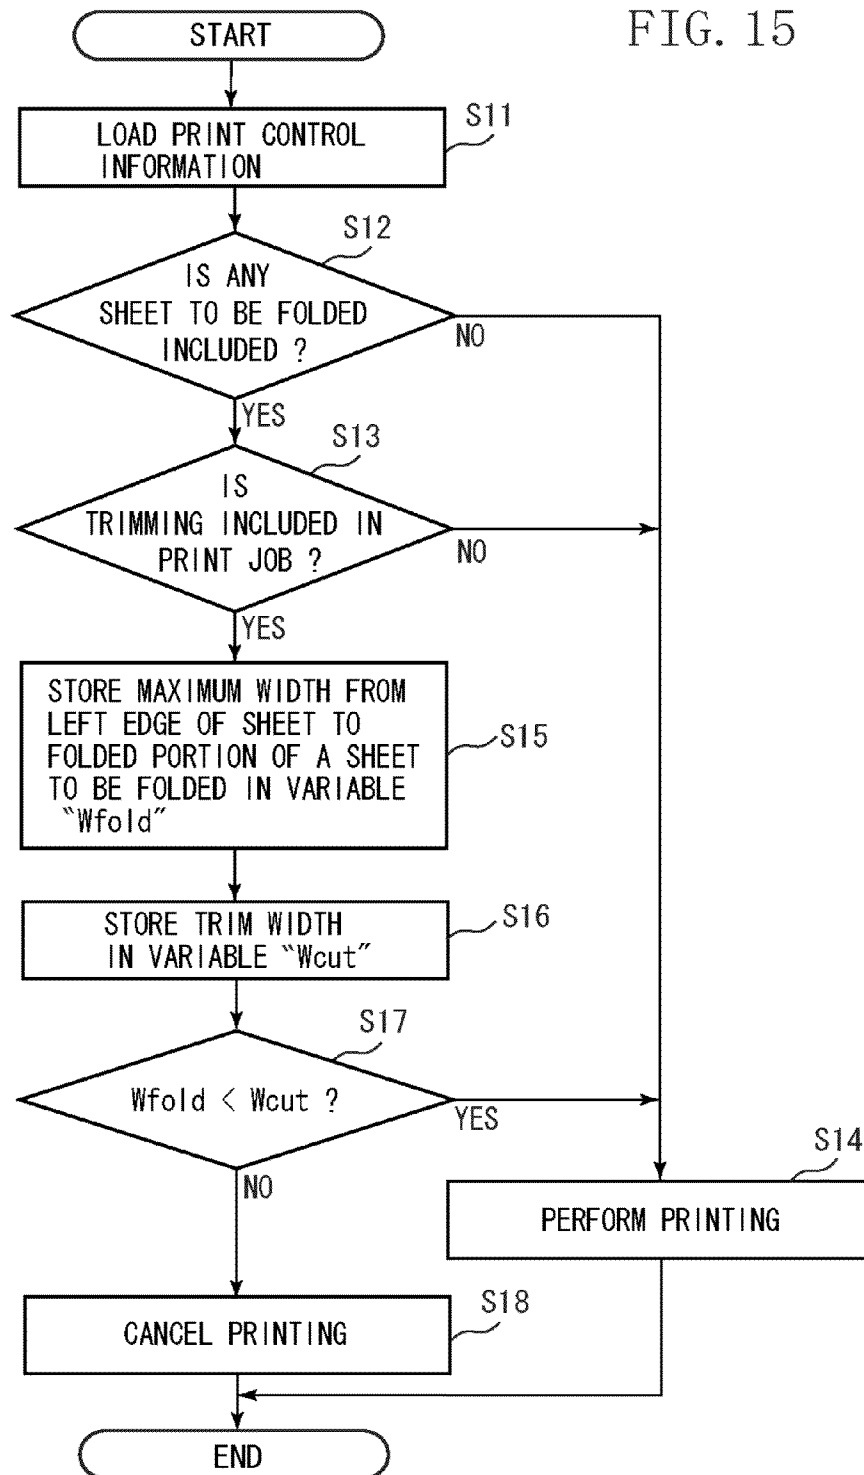 FIG. 15
START
S11
LOAD PRINT CONTROL
INFORMATION
S12
IS ANY
SHEET TO BE FOLDED
INCLUDED ?
NO
YES
S13
IS
TRIMMING INCLUDED IN
PRINT JOB ?
NO
YES
STORE MAXIMUM WIDTH FROM
LEFT EDGE OF SHEET TO
FOLDED PORTION OF A SHEET
TO BE FOLDED IN VARIABLE
“Wfold”
S15
STORE TRIM WIDTH
IN VARIABLE “Wcut”
S16
S17
Wfold < Wcut ?
YES
NO
S14
PERFORM PRINTING
S18
CANCEL PRINTING
END